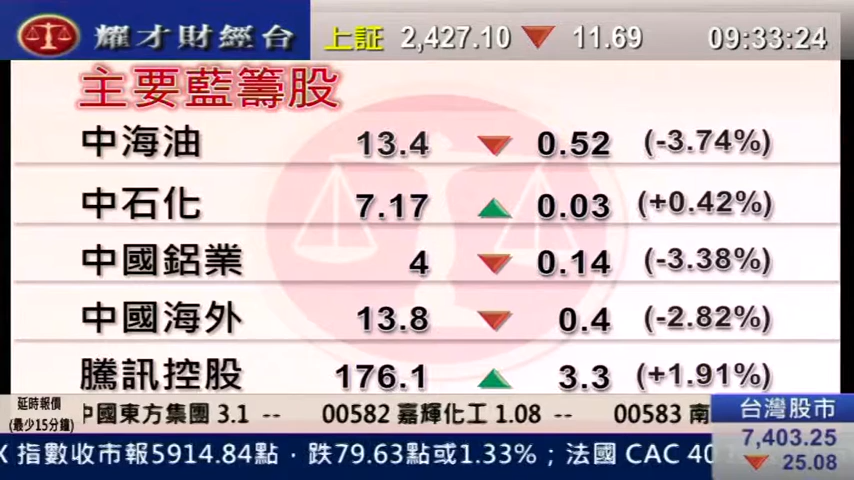 耀才財經台 上証 2,427.10 ▼ 11.69 09:33:24
主要藍籌股
中海油 13.4 ▼ 0.52 (-3.74%)
中石化 7.17 ▲ 0.03 (+0.42%)
中國鋁業 4 ▼ 0.14 (-3.38%)
中國海外 13.8 ▼ 0.4 (-2.82%)
騰訊控股 176.1 ▲ 3.3 (+1.91%)
延時報價
(最少15分鐘)
中國東方集團 3.1 -- 00582 嘉輝化工 1.08 -- 00583 南
台灣股市
7,403.25
▼ 25.08
X 指數收市報5914.84點，跌79.63點或1.33%；法國 CAC 40